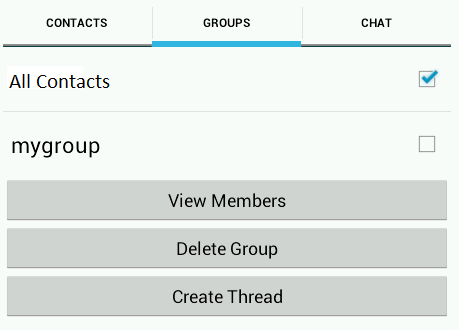 CONTACTS GROUPS CHAT
All Contacts
mygroup
View Members
Delete Group
Create Thread